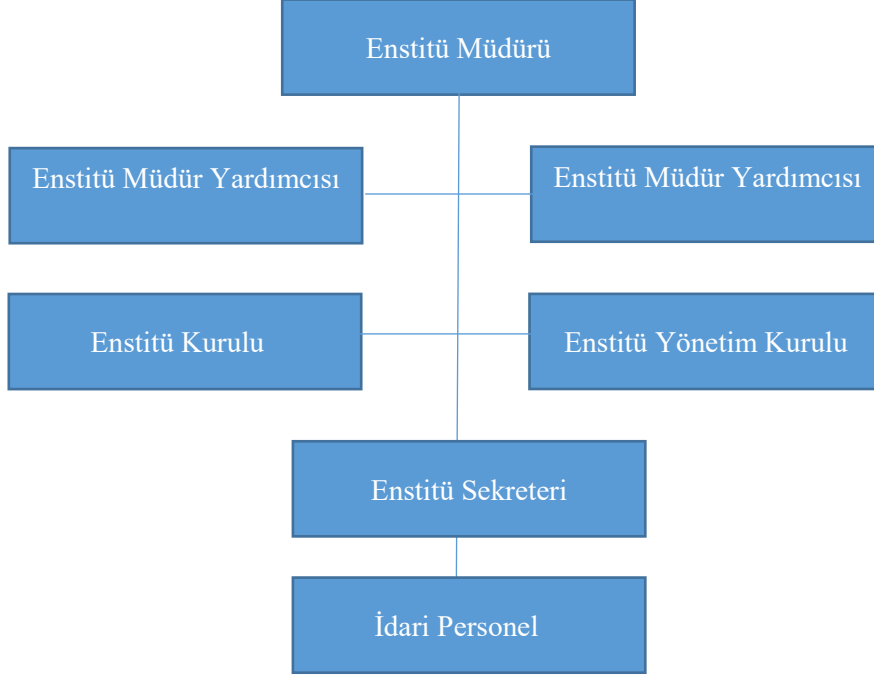 Enstitü Müdürü
Enstitü Müdür Yardımcısı
Enstitü Müdür Yardımcısı
Enstitü Kurulu
Enstitü Yönetim Kurulu
Enstitü Sekreteri
İdari Personel